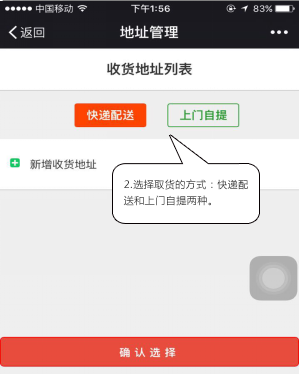 中国移动 下午1:56 83%
返回 地址管理
收货地址列表
快递配送 上门自提
新增收货地址
2.选择取货的方式：快递配
送和上门自提两种。
确认选择